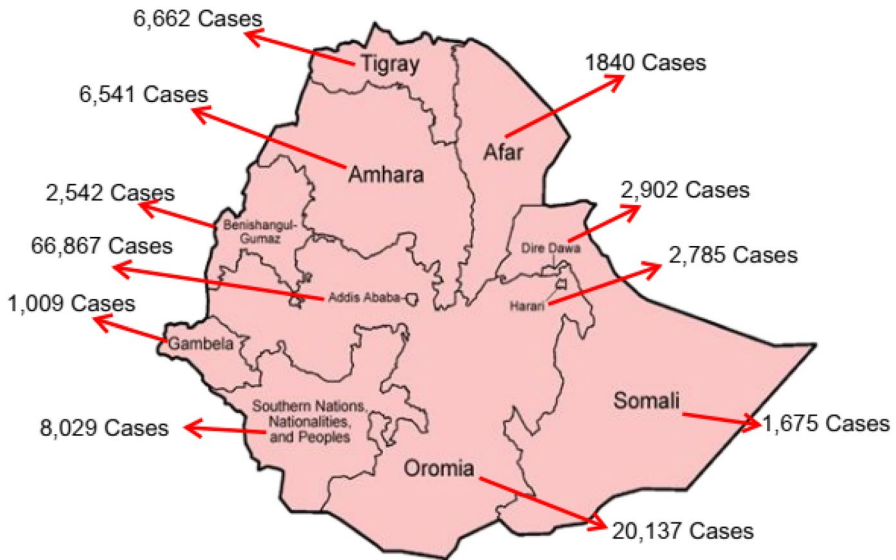 6,662 Cases
Tigray
1840 Cases
6,541 Cases
Afar
Amhara
2,542 Cases
2,902 Cases
Benishangul-
Gumaz
66,867 Cases
Dire Dawa
2,785 Cases
Addis Ababa
Harari
1,009 Cases
Gambela
Southern Nations,
Nationalities,
and Peoples
Somali
8,029 Cases
1,675 Cases
Oromia
20,137 Cases